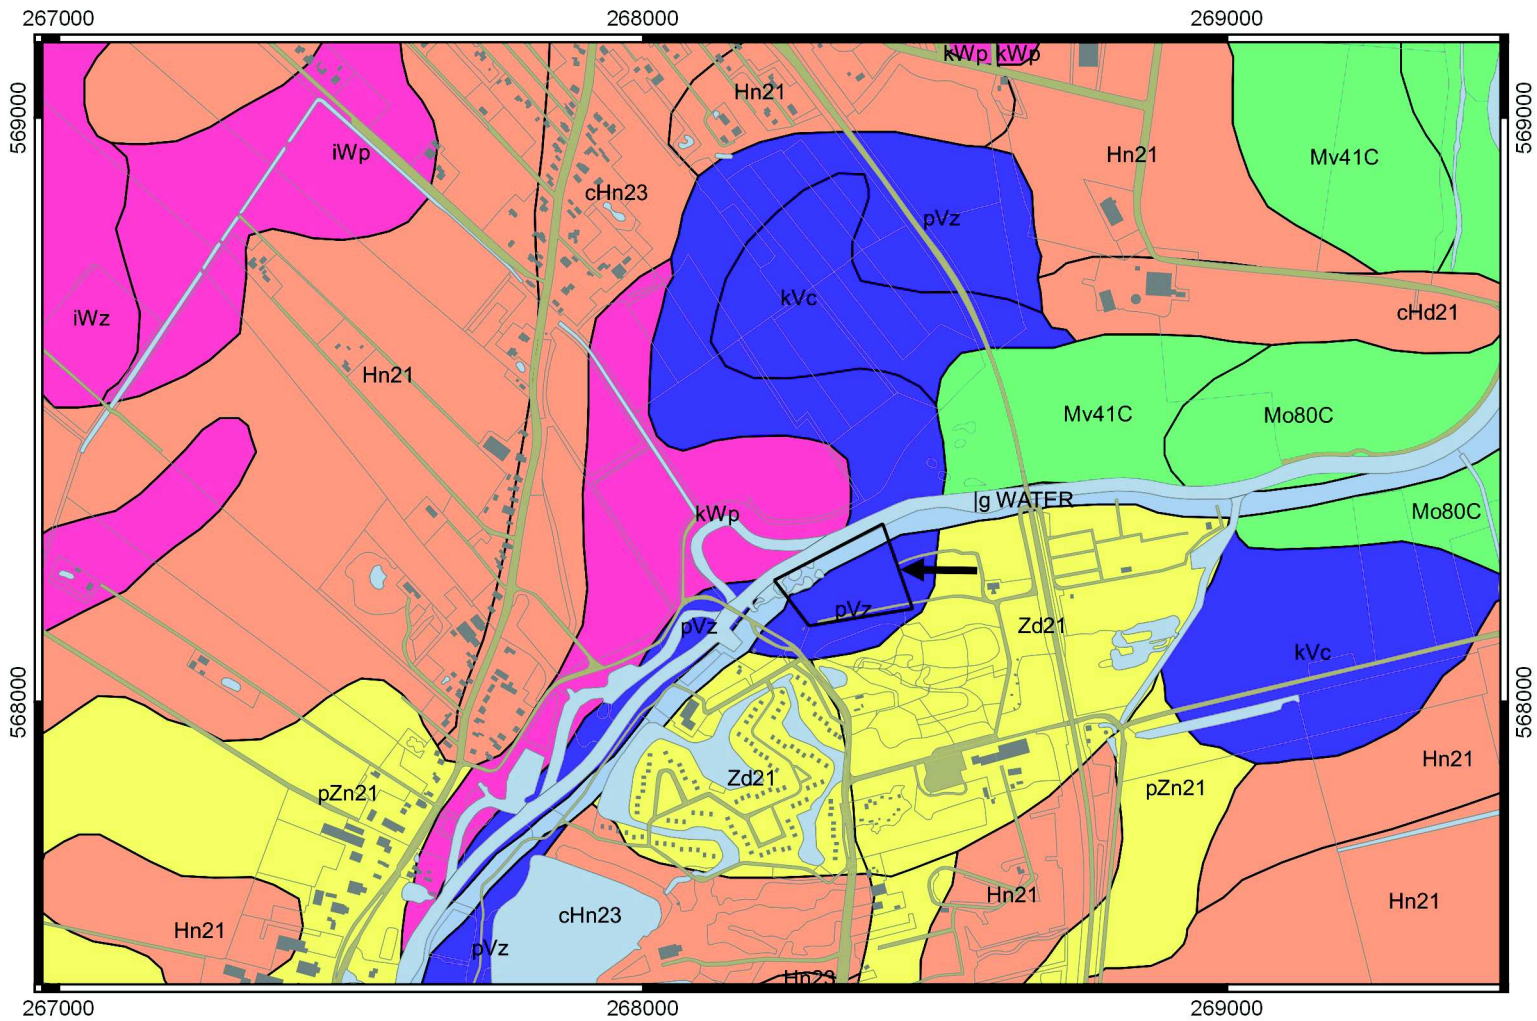 267000 268000 269000
569000 569000
kWp kWp
Hn21
iWp Hn21 Mv41C
cHn23
pVz
kVc
iWz cHd21
Hn21
Mv41C Mo80C
lg WATER
kWp Mo80C
pVz
pVz Zd21
kVc
568000 568000
Hn21
Zd21
pZn21 pZn21
Hn21 Hn21
cHn23
Hn21
pVz
Hn23
267000 268000 269000